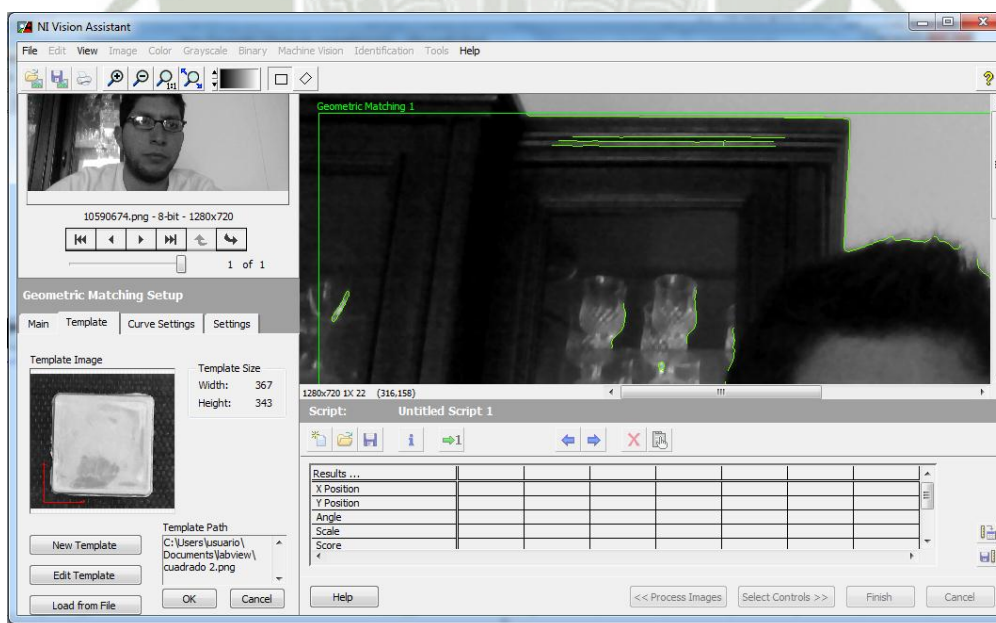 NI Vision Assistant
File Edit View Image Color Grayscale Binary Machine Vision Identification Tools Help
1:1
?
Geometric Matching 1
10590674.png - 8-bit - 1280x720
1 of 1
Geometric Matching Setup
Main Template Curve Settings Settings
Template Image
Template Size
Width: 367
Height: 343
1280x720 1X 22 (316,158)
Script: Untitled Script 1
Results ...
X Position
Y Position
Angle
Scale
Score
New Template
Edit Template
Load from File
Template Path
C:\Users\usuario\
Documents\labview\
cuadrado 2.png
OK Cancel
Help << Process Images Select Controls >> Finish Cancel